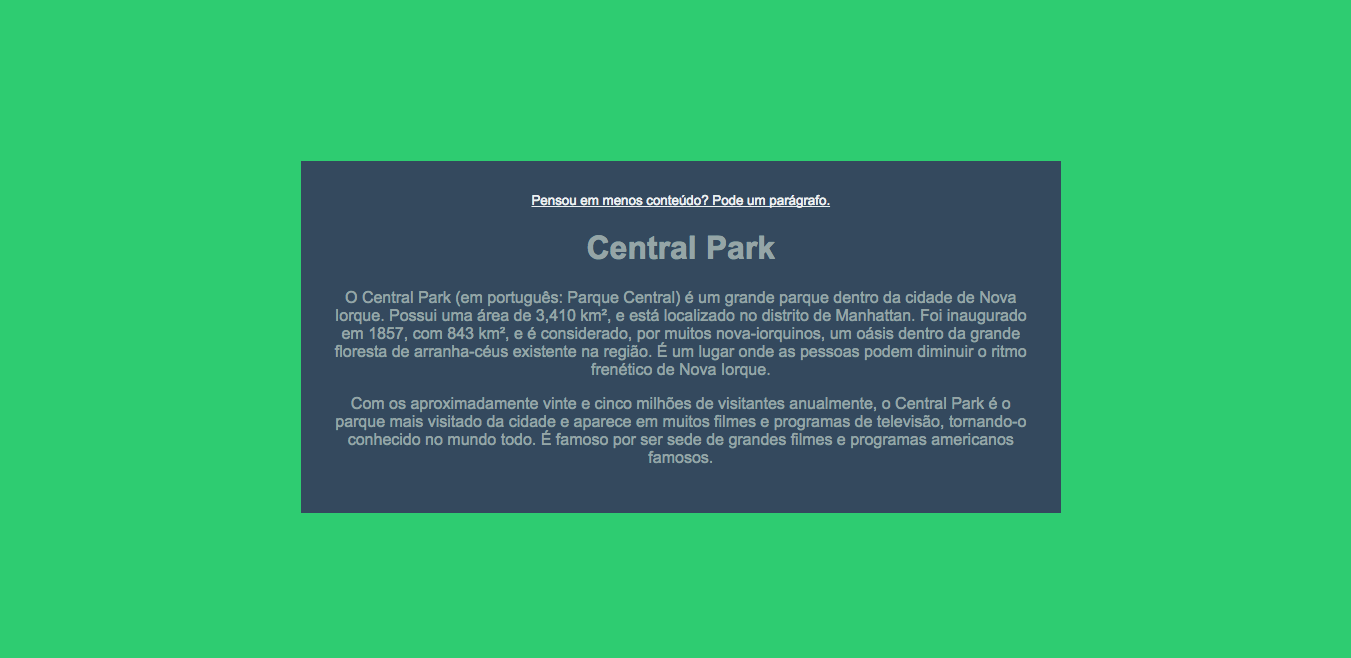 Pensou em menos conteúdo? Pode um parágrafo.
Central Park
O Central Park (em português: Parque Central) é um grande parque dentro da cidade de Nova
Iorque. Possui uma área de 3,410 km², e está localizado no distrito de Manhattan. Foi inaugurado
em 1857, com 843 km², e é considerado, por muitos nova-iorquinos, um oásis dentro da grande
floresta de arranha-céus existente na região. É um lugar onde as pessoas podem diminuir o ritmo
frenético de Nova Iorque.
Com os aproximadamente vinte e cinco milhões de visitantes anualmente, o Central Park é o
parque mais visitado da cidade e aparece em muitos filmes e programas de televisão, tornando-o
conhecido no mundo todo. É famoso por ser sede de grandes filmes e programas americanos
famosos.